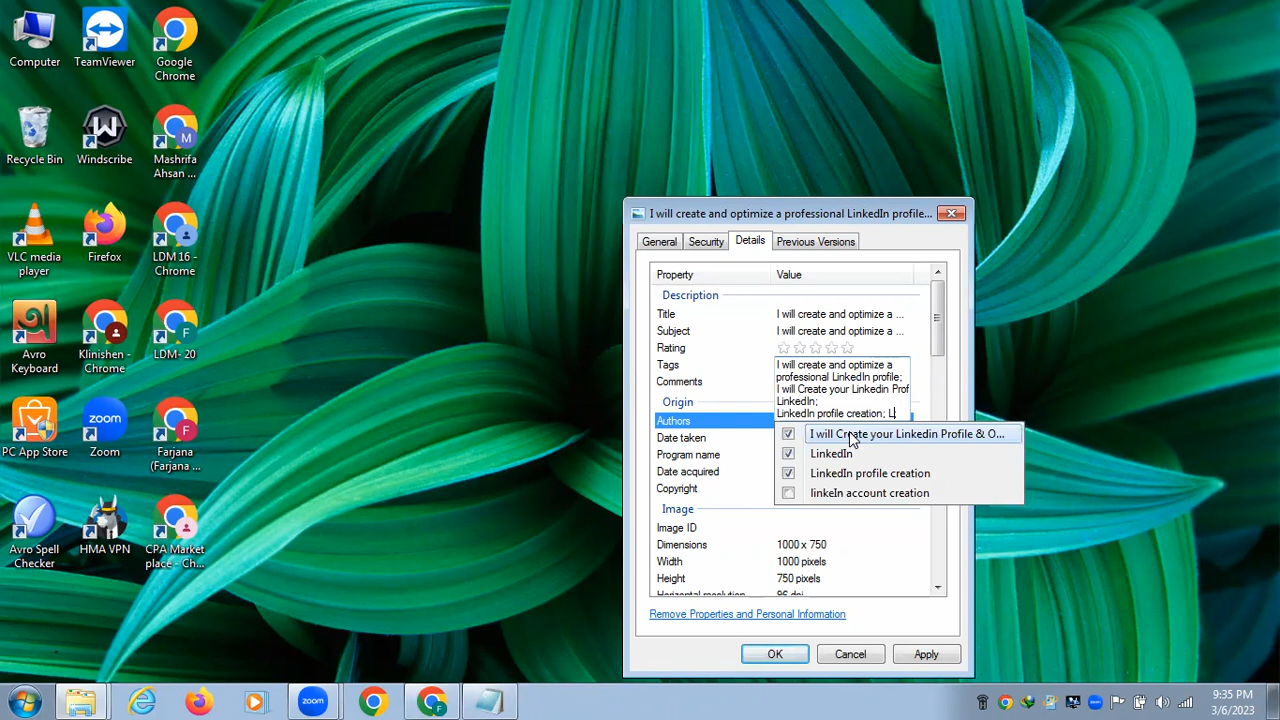 Computer
TeamViewer
Google
Chrome
Recycle Bin
Windscribe
Mashrifa
Ahsan ...
VLC media
player
Firefox
LDM 16 -
Chrome
Avro
Keyboard
Klinishen -
Chrome
LDM- 20
PC App Store
Zoom
Farjana
(Farjana ...
Avro Spell
Checker
HMA VPN
CPA Market
place - Ch...
I will create and optimize a professional LinkedIn profile...
General
Security
Details
Previous Versions
Property
Value
Description
Title
I will create and optimize a ...
Subject
I will create and optimize a ...
Rating
Tags
I will create and optimize a
professional LinkedIn profile;
I will Create your Linkedin Prof
LinkedIn;
LinkedIn profile creation; L
Comments
Origin
Authors
I will Create your Linkedin Profile & O...
LinkedIn
LinkedIn profile creation
linkeIn account creation
Date taken
Program name
Date acquired
Copyright
Image
Image ID
Dimensions
1000 x 750
Width
1000 pixels
Height
750 pixels
Horizontal resolution
96 dpi
Remove Properties and Personal Information
OK
Cancel
Apply
9:35 PM
3/6/2023